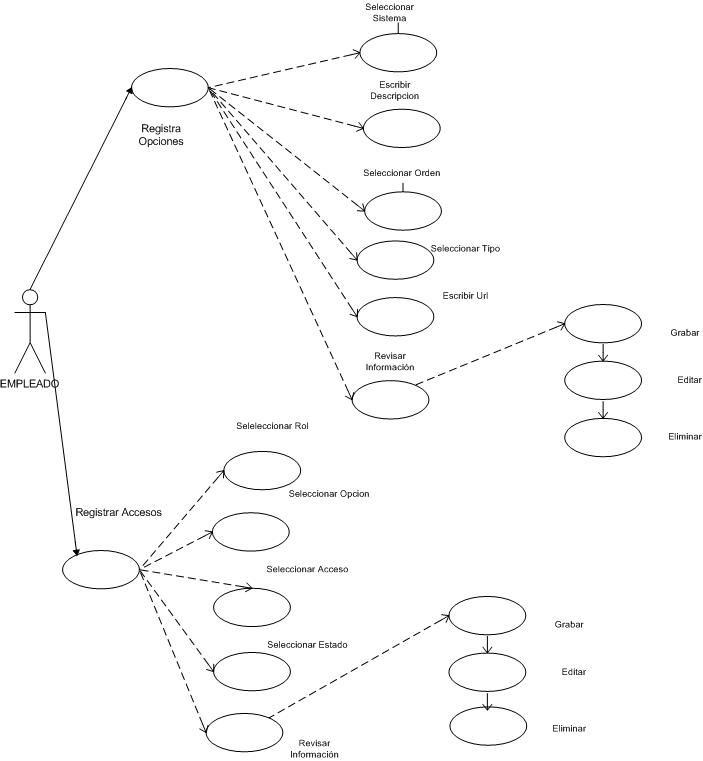 Seleccionar
Sistema
Escribir
Descripcion
Registra
Opciones
Seleccionar Orden
Seleccionar Tipo
Escribir Url
Revisar
Información
Grabar
Editar
Eliminar
EMPLEADO
Seleleccionar Rol
Seleccionar Opcion
Registrar Accesos
Seleccionar Acceso
Seleccionar Estado
Revisar
Información
Grabar
Editar
Eliminar